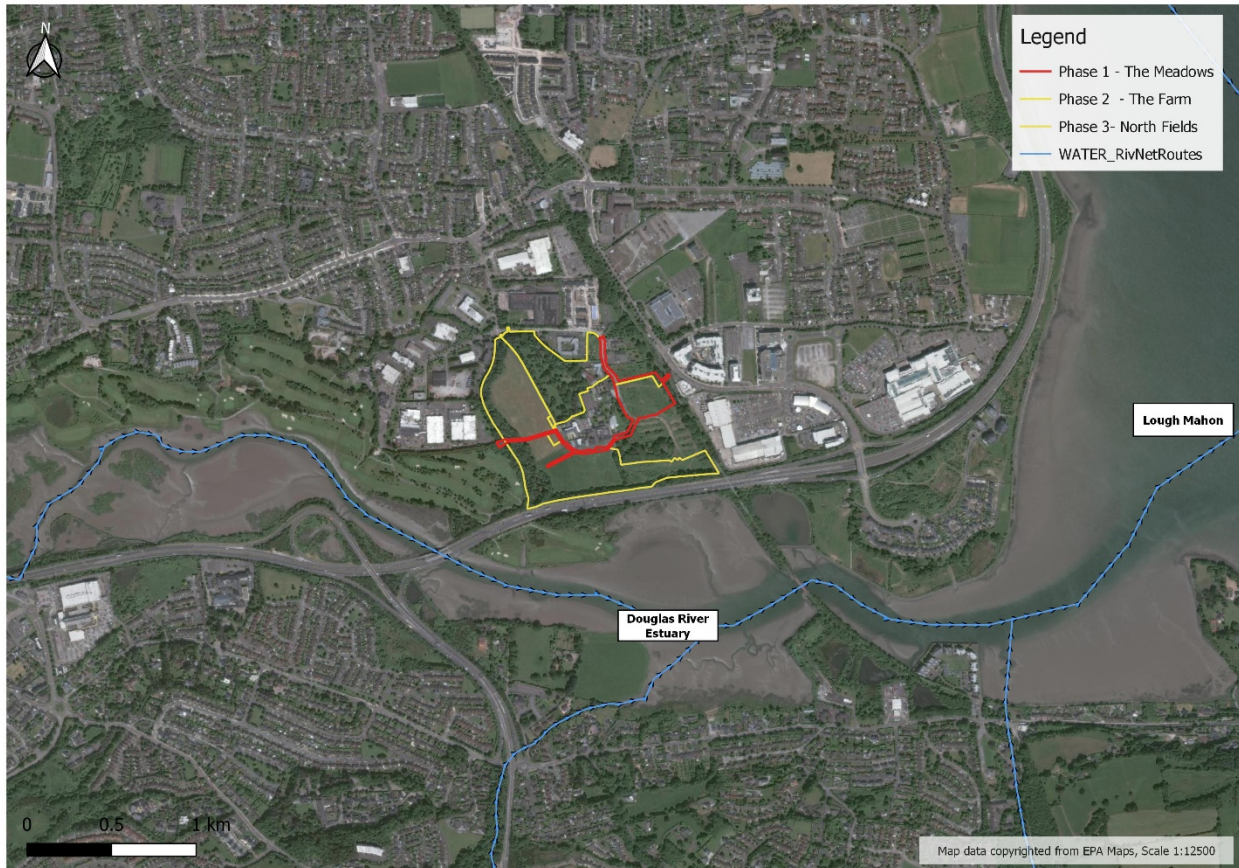 N
Legend
Phase 1 - The Meadows
Phase 2 - The Farm
Phase 3- North Fields
WATER_RivNetRoutes
Lough Mahon
Douglas River
Estuary
0 0.5 1 km
Map data copyrighted from EPA Maps, Scale 1:12500